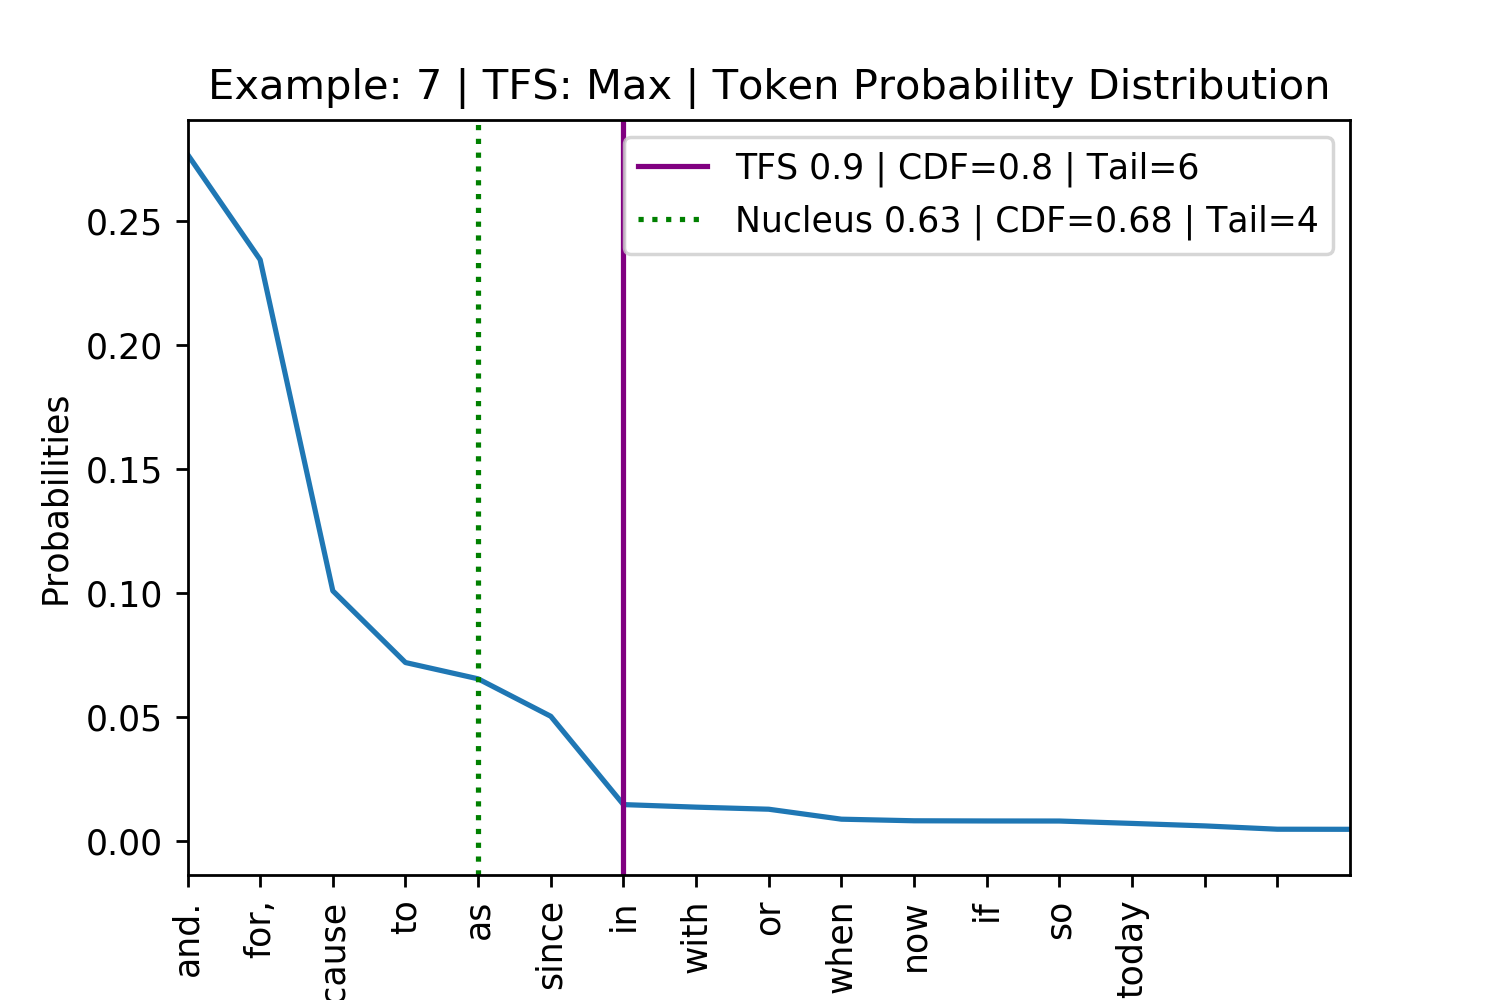 Example: 7 | TFS: Max | Token Probability Distribution
TFS 0.9 | CDF=0.8 | Tail=6
Nucleus 0.63 | CDF=0.68 | Tail=4
Probabilities
0.25
0.20
0.15
0.10
0.05
0.00
and.
for,
cause
to
as
since
in
with
or
when
now
if
so
today